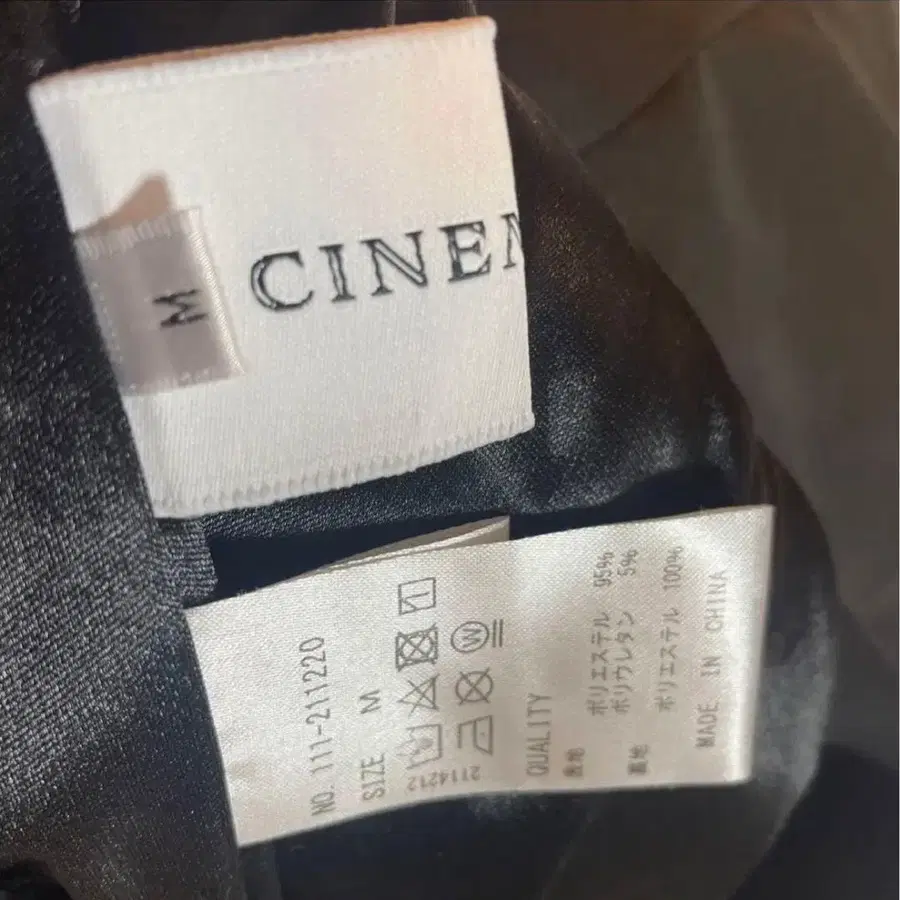 CINEM
M
NO. 111-211220
SIZE M
2114212
QUALITY
表地 ポリエステル 95%
ポリウレタン 5%
裏地 ポリエステル 100%
MADE IN CHINA